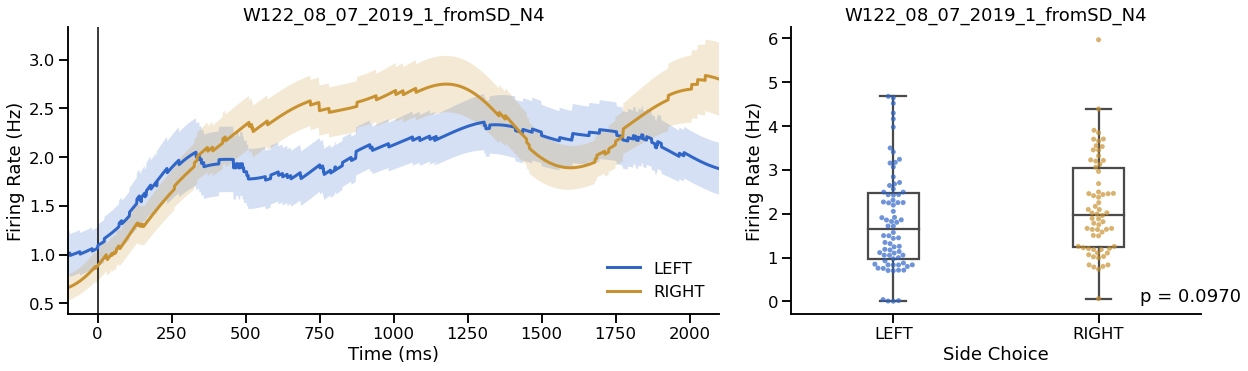 W122_08_07_2019_1_fromSD_N4
Firing Rate (Hz)
3.0
2.5
2.0
1.5
1.0
0.5
LEFT
RIGHT
0
250
500
750
1000
1250
1500
1750
2000
Time (ms)
W122_08_07_2019_1_fromSD_N4
Firing Rate (Hz)
6
5
4
3
2
1
0
p = 0.0970
LEFT
RIGHT
Side Choice